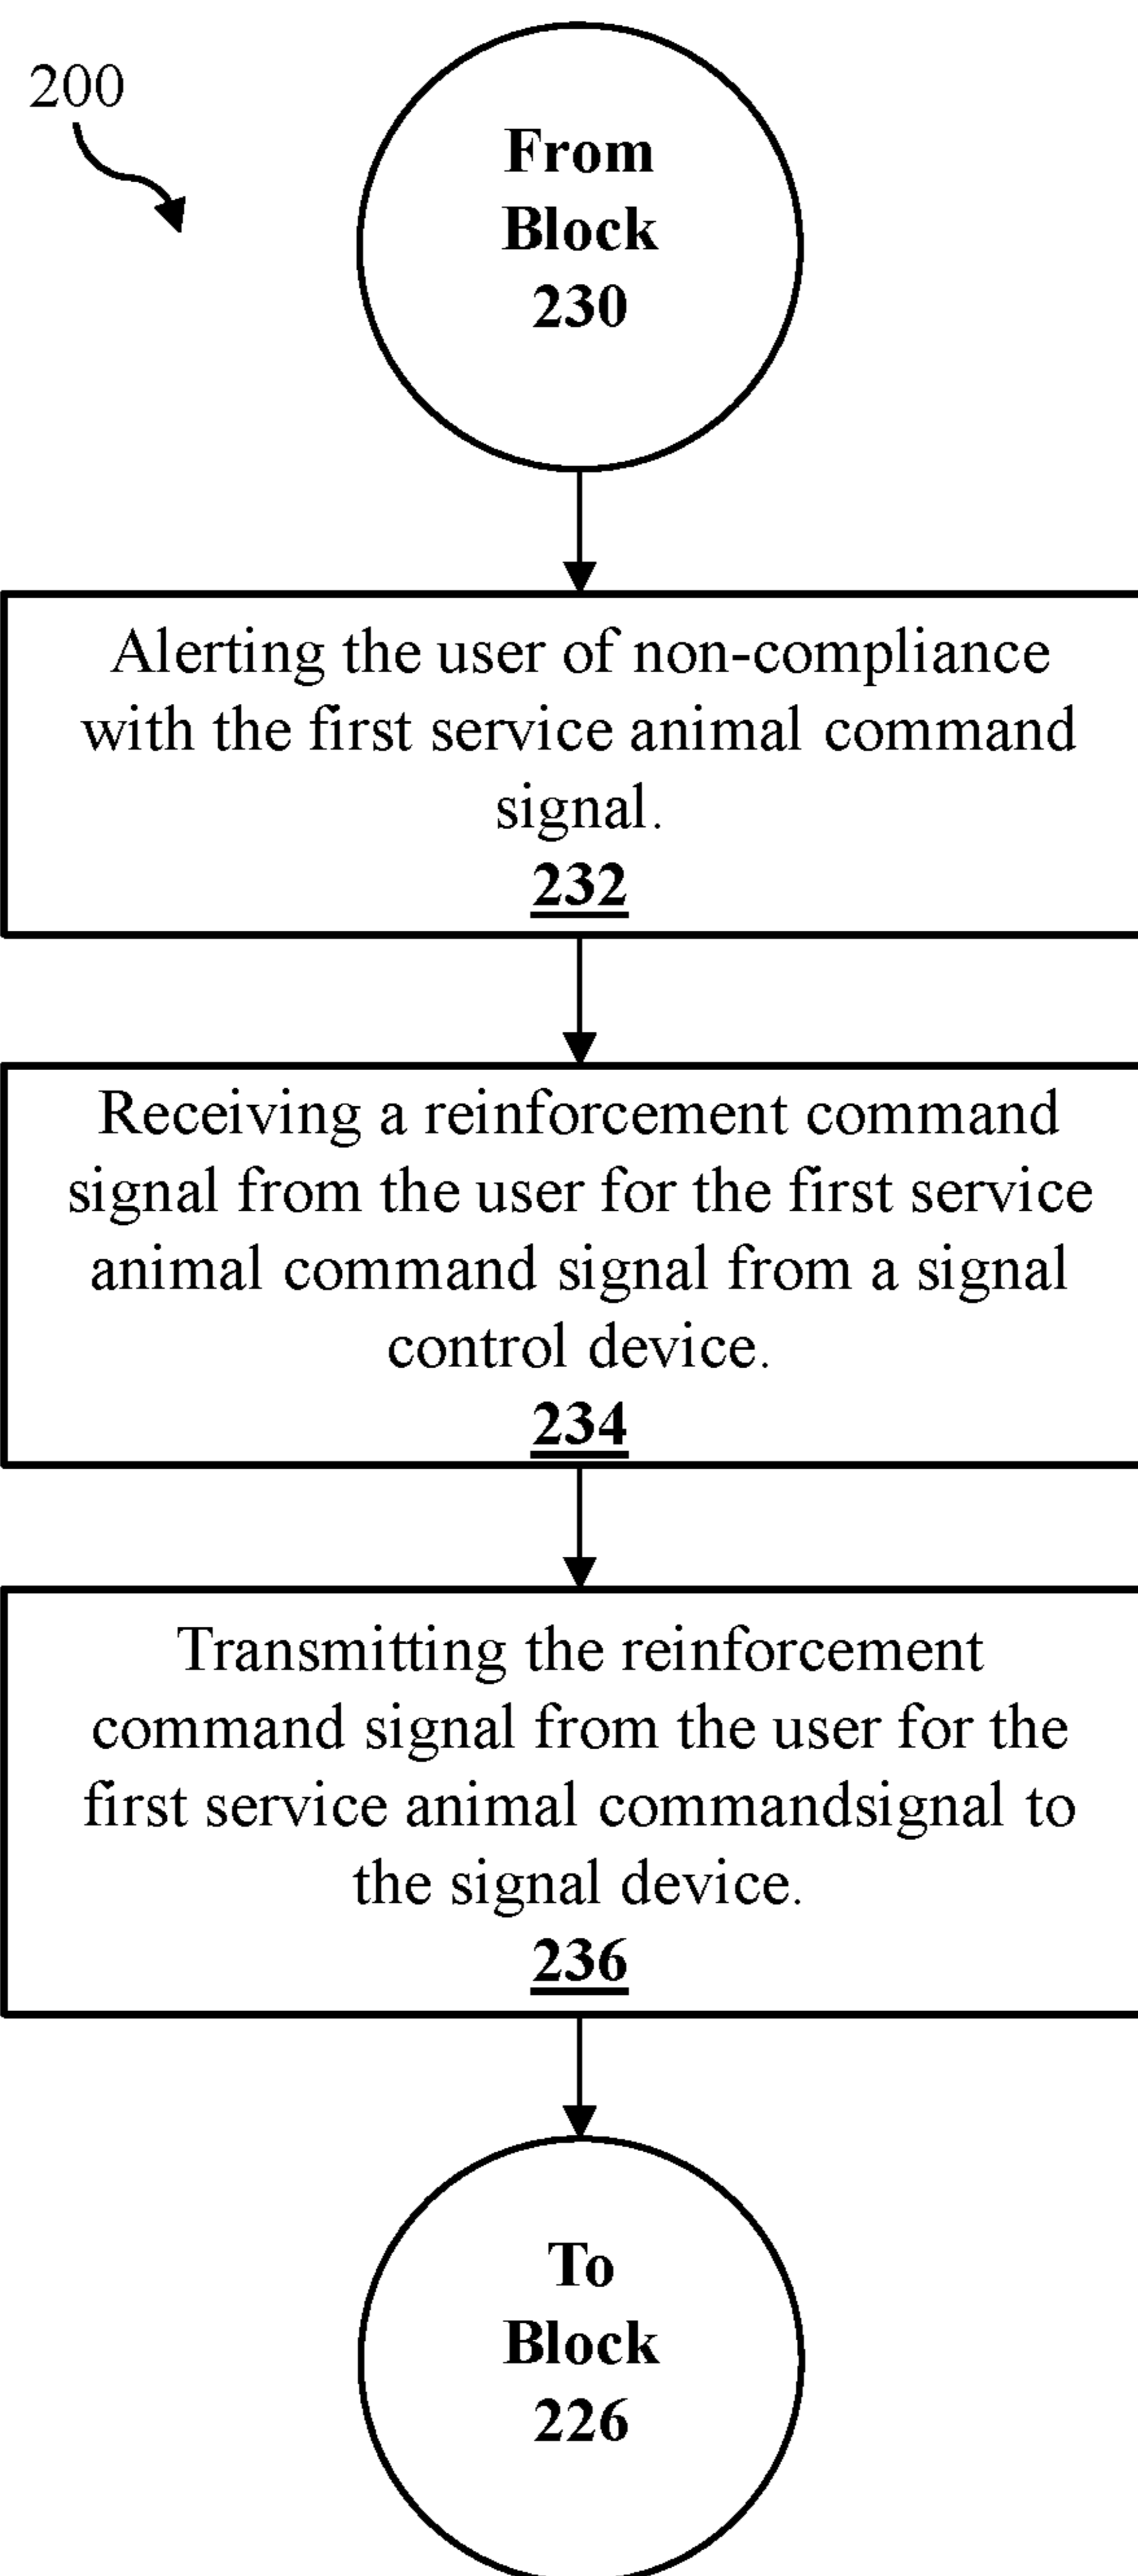 200
From
Block
230
Alerting the user of non-compliance
with the first service animal command
signal.
232
Receiving a reinforcement command
signal from the user for the first service
animal command signal from a signal
control device.
234
Transmitting the reinforcement
command signal from the user for the
first service animal commandsignal to
the signal device.
236
To
Block
226